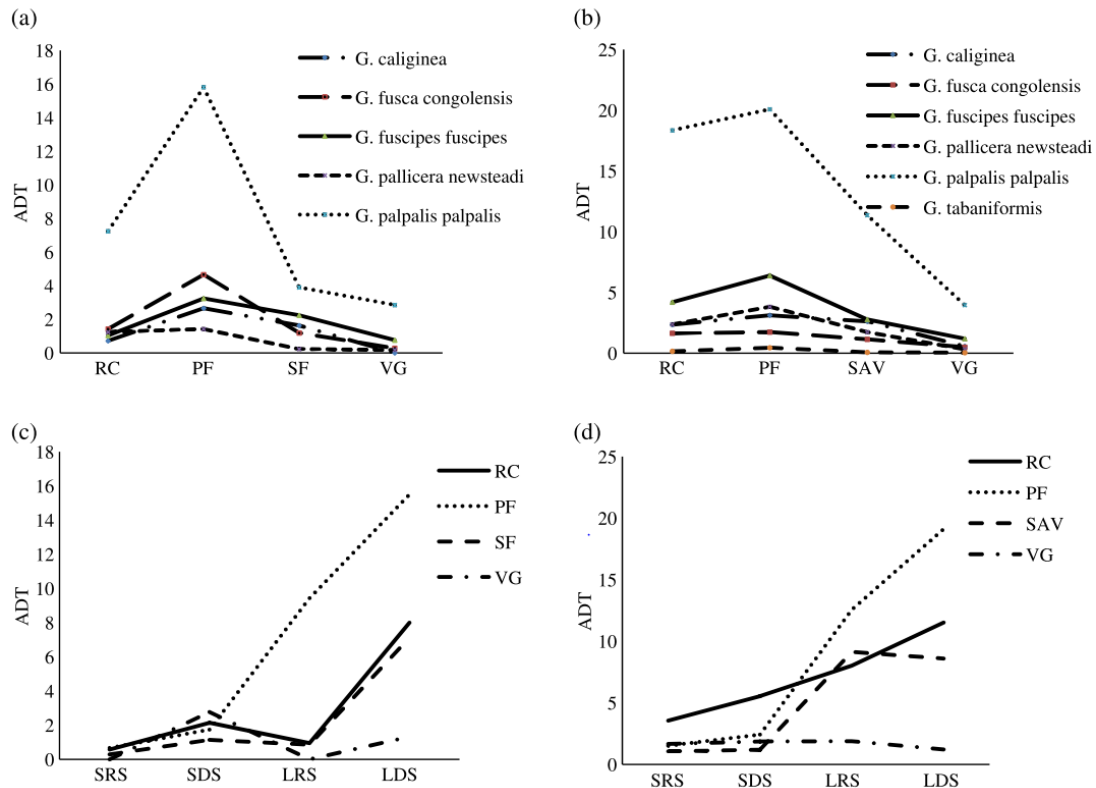 (a)
18
16
14
12
10
8
6
4
2
0
ADT
RC PF SF VG
G. caliginea
G. fusca congolensis
G. fuscipes fuscipes
G. pallicera newsteadi
G. palpalis palpalis
(b)
25
20
15
10
5
0
ADT
RC PF SAV VG
G. caliginea
G. fusca congolensis
G. fuscipes fuscipes
G. pallicera newsteadi
G. palpalis palpalis
G. tabaniformis
(c)
18
16
14
12
10
8
6
4
2
0
ADT
SRS SDS LRS LDS
RC
PF
SF
VG
(d)
25
20
15
10
5
0
ADT
SRS SDS LRS LDS
RC
PF
SAV
VG